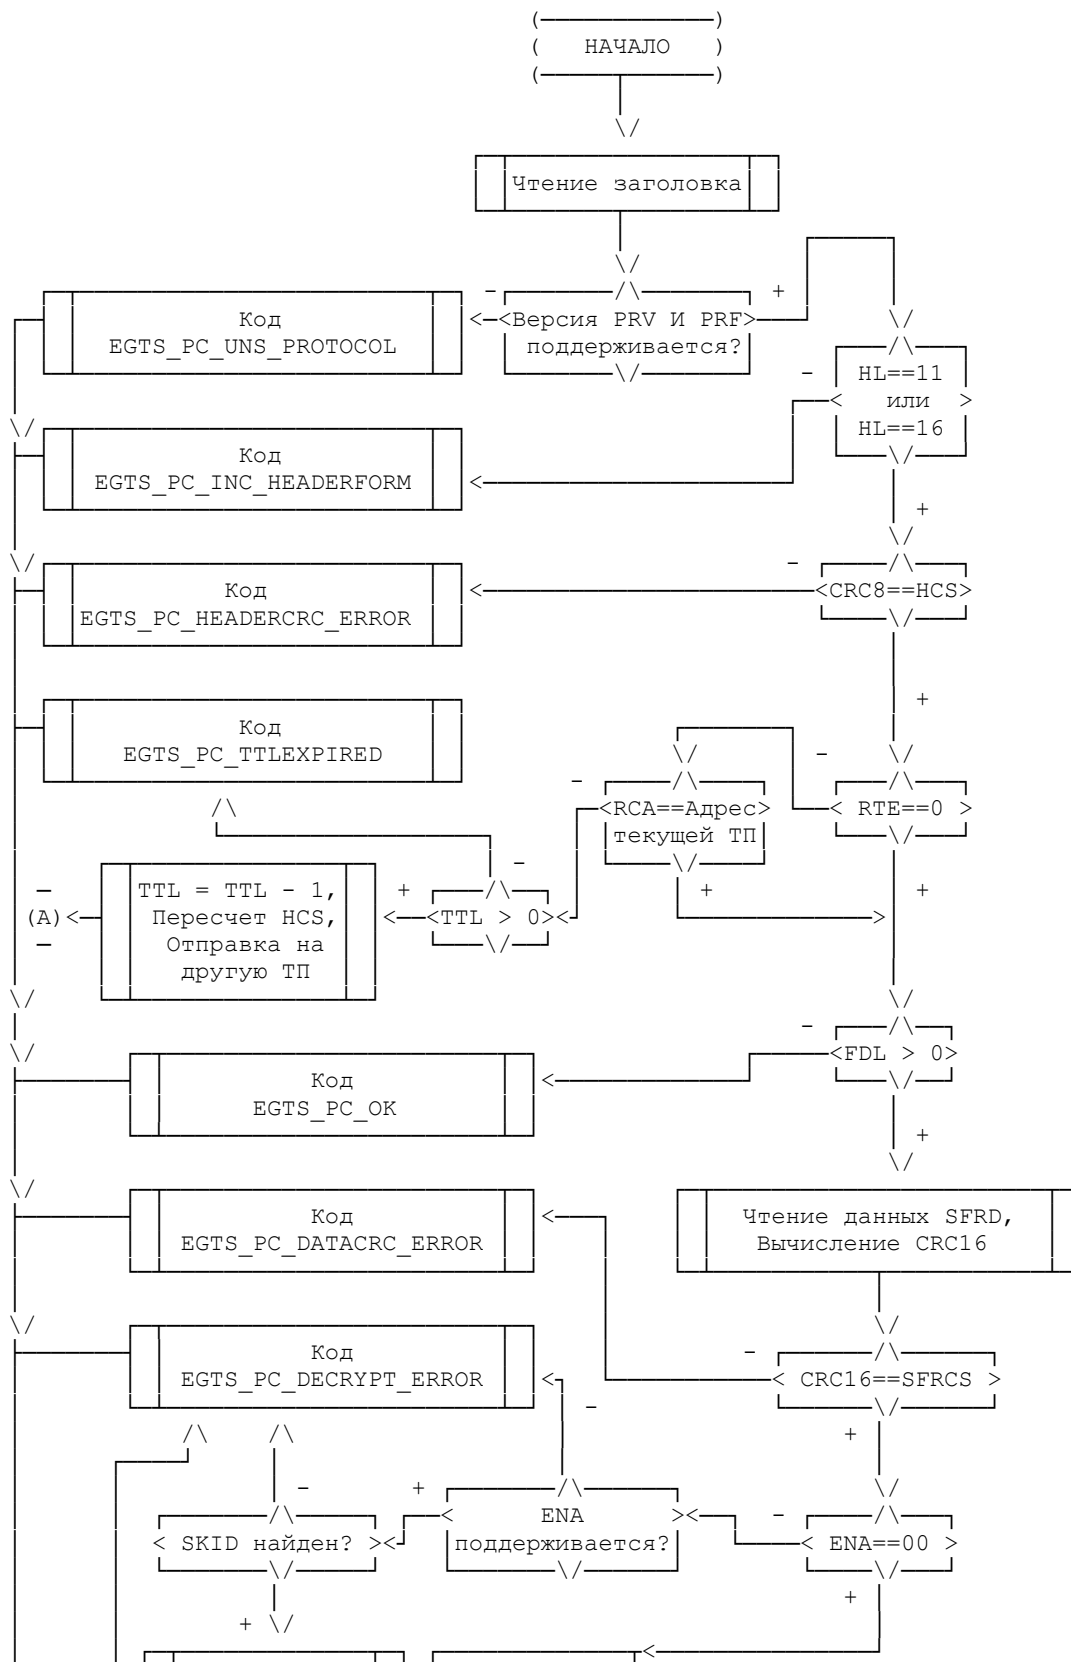 НАЧАЛО
Чтение заголовка
- +
Код
EGTS_PC_UNS_PROTOCOL
Версия PRV И PRF
поддерживается?
-
HL==11
или
HL==16
Код
EGTS_PC_INC_HEADERFORM
+
-
Код
EGTS_PC_HEADERCRC_ERROR
CRC8==HCS
+
Код
EGTS_PC_TTLEXPIRED
-
-
RCA==Адрес
текущей ТП
RTE==0
-
+
+
+
(A)
TTL = TTL - 1,
Пересчет HCS,
Отправка на
другую ТП
TTL > 0
-
FDL > 0
Код
EGTS_PC_OK
+
Код
EGTS_PC_DATACRC_ERROR
Чтение данных SFRD,
Вычисление CRC16
Код
EGTS_PC_DECRYPT_ERROR
-
CRC16==SFRCS
-
+
-
+
-
SKID найден?
ENA
поддерживается?
ENA==00
+
+